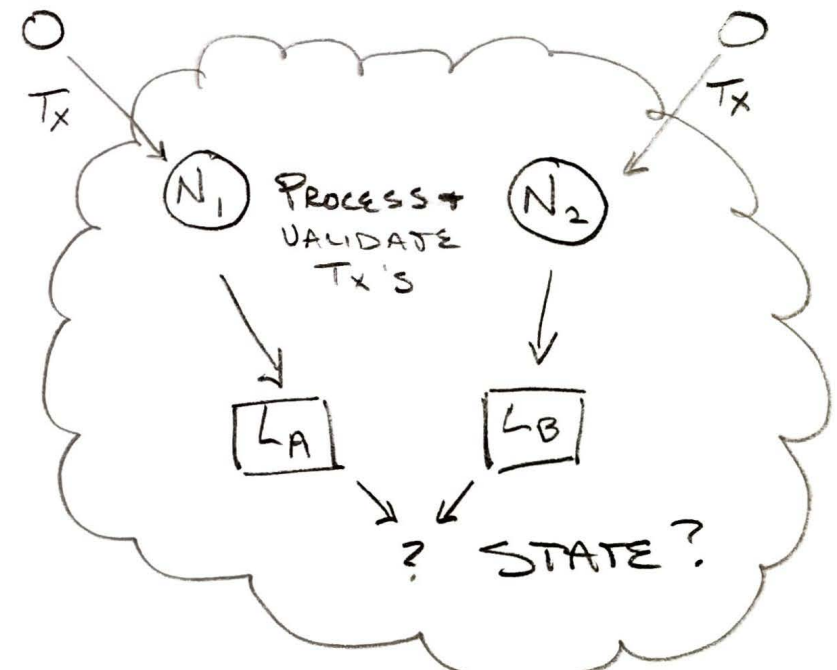 Tx
Tx
N1
PROCESS +
VALIDATE
Tx's
N2
LA
LB
? STATE?